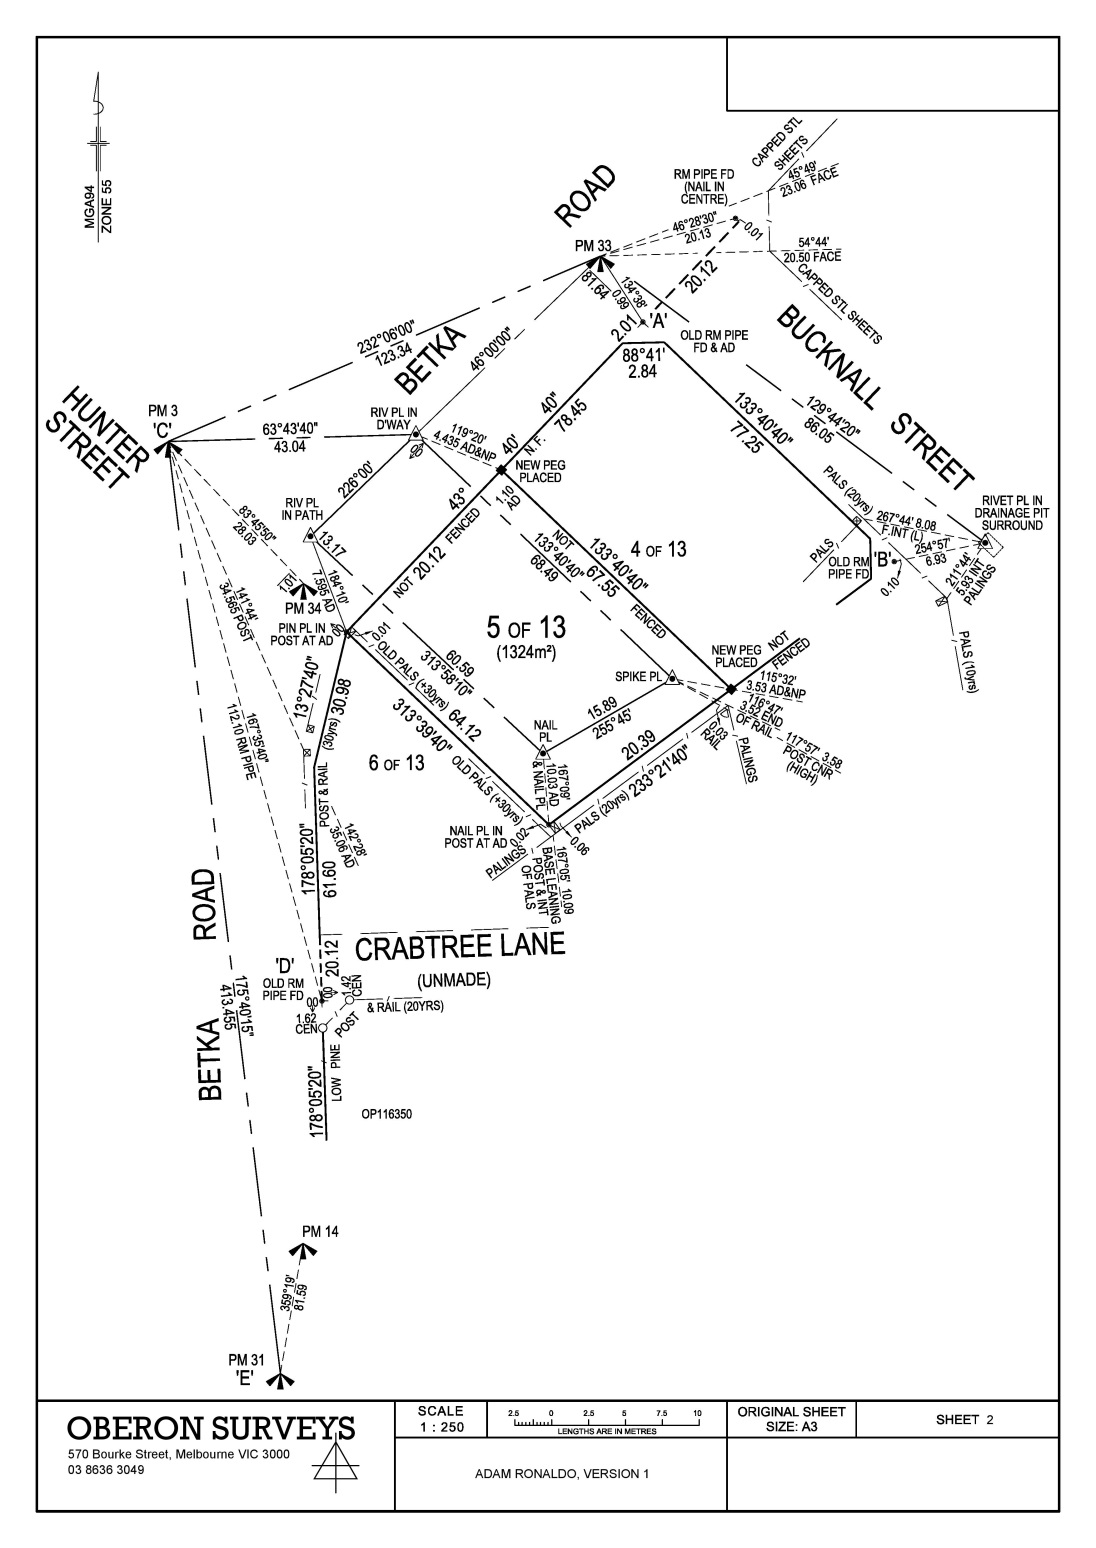 MGA94
ZONE 55
CAPPED STL
SHEETS
45°49'
23.06 FACE
RM PIPE FD
(NAIL IN
CENTRE)
ROAD
46°28'30"
20.13
0.01
PM 33
54°44'
20.50 FACE
CAPPED STL SHEETS
134°38'
0.99
81.64
20.12
'A'
2.01
OLD RM PIPE
FD & AD
88°41'
2.84
BUCKNALL STREET
232°06'00"
123.34
BETKA
46°00'00"
HUNTER
STREET
PM 3
'C'
63°43'40"
43.04
RIV PL IN
D'WAY
119°20'
4.435 AD&NP
00
43° 40' 40"
78.45
N.F.
NEW PEG
PLACED
1.10
AD
133°40'40"
77.25
129°44'20"
86.05
PALS (20yrs)
267°44' 8.08
F.INT (L)
RIVET PL IN
DRAINAGE PIT
SURROUND
PALS
OLD RM
PIPE FD
'B'
0.10
254°57'
6.93
211°44'
5.93 INT
PALINGS
PALS (10yrs)
226°00'
RIV PL
IN PATH
13.17
83°45'50"
28.03
1.01
PM 34
184°10'
7.595 AD
141°44'
34.565 POST
PIN PL IN
POST AT AD
00
0.01
NOT FENCED
20.12
NOT FENCED
133°40'40"
67.55
133°40'40"
68.49
4 OF 13
5 OF 13
(1324m²)
OLD PALS (+30yrs)
60.59
313°58'10"
313°39'40" 64.12
OLD PALS (+30yrs)
6 OF 13
SPIKE PL
NEW PEG
PLACED
NOT
FENCED
115°32'
3.53 AD&NP
116°47'
3.52 END
OF RAIL
117°57' 3.58
POST CNR
(HIGH)
0.03
RAIL
PALINGS
15.89
255°45'
NAIL
PL
20.39
233°21'40"
PALS (20yrs)
167°09'
10.03 AD
& NAIL PL
NAIL PL IN
POST AT AD
0.02
0.06
PALINGS
167°05' 10.09
BASE LEANING
POST & INT
OF PALS
13°27'40"
30.98
(30yrs)
POST & RAIL
167°35'40"
112.10 RM PIPE
142°28'
35.06 AD
178°05'20"
61.60
BETKA ROAD
CRABTREE LANE
(UNMADE)
20.12
'D'
OLD RM
PIPE FD
00
00
1.42
CEN
1.62
CEN
POST
& RAIL (20YRS)
LOW PINE
178°05'20"
175°40'15"
413.455
OP116350
PM 14
359°19'
81.59
PM 31
'E'
OBERON SURVEYS
570 Bourke Street, Melbourne VIC 3000
03 8636 3049
SCALE
1 : 250
2.5 0 2.5 5 7.5 10
LENGTHS ARE IN METRES
ORIGINAL SHEET
SIZE: A3
SHEET 2
ADAM RONALDO, VERSION 1